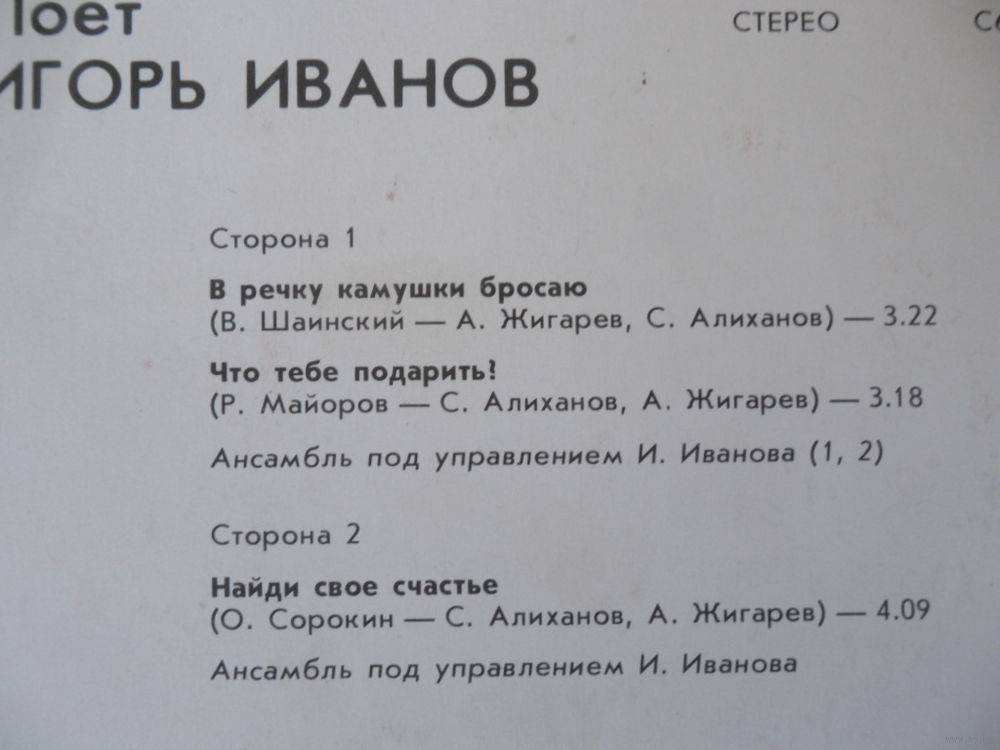 Поет
СТЕРЕО
ИГОРЬ ИВАНОВ
Сторона 1
В речку камушки бросаю
(В. Шаинский — А. Жигарев, С. Алиханов) — 3.22
Что тебе подарить?
(Р. Майоров — С. Алиханов, А. Жигарев) — 3.18
Ансамбль под управлением И. Иванова (1, 2)
Сторона 2
Найди свое счастье
(О. Сорокин — С. Алиханов, А. Жигарев) — 4.09
Ансамбль под управлением И. Иванова